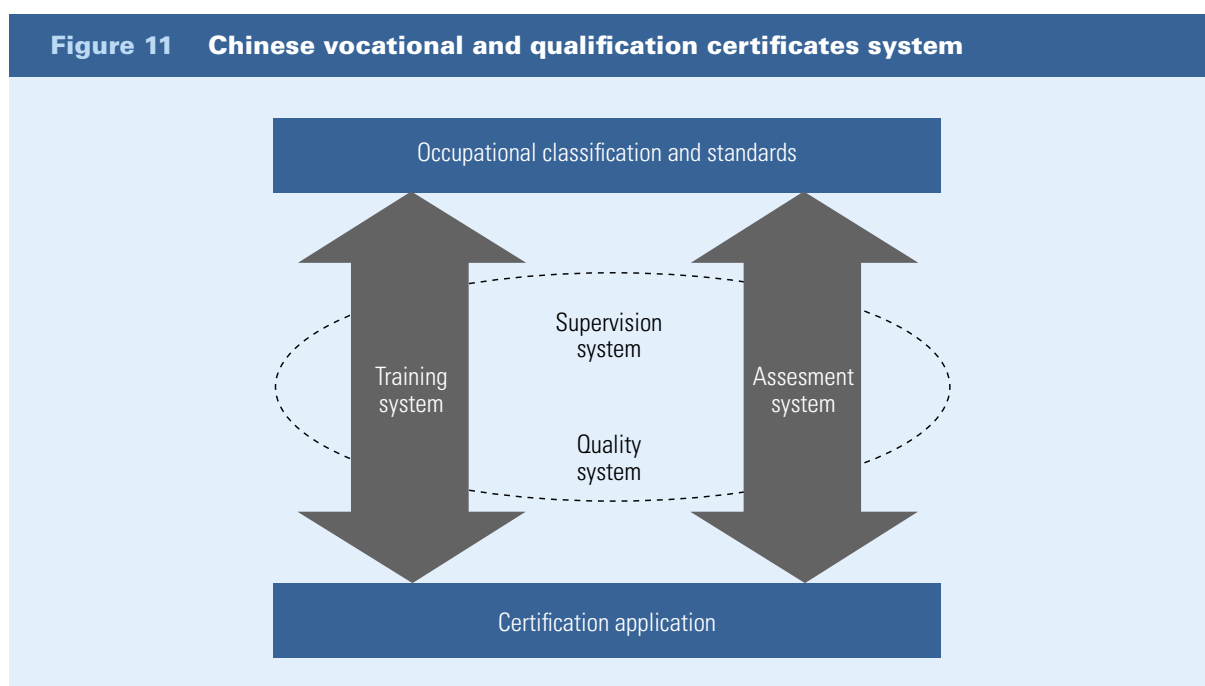 Figure 11 Chinese vocational and qualification certificates system
Occupational classification and standards
Supervision
system
Training
system
Assesment
system
Quality
system
Certification application